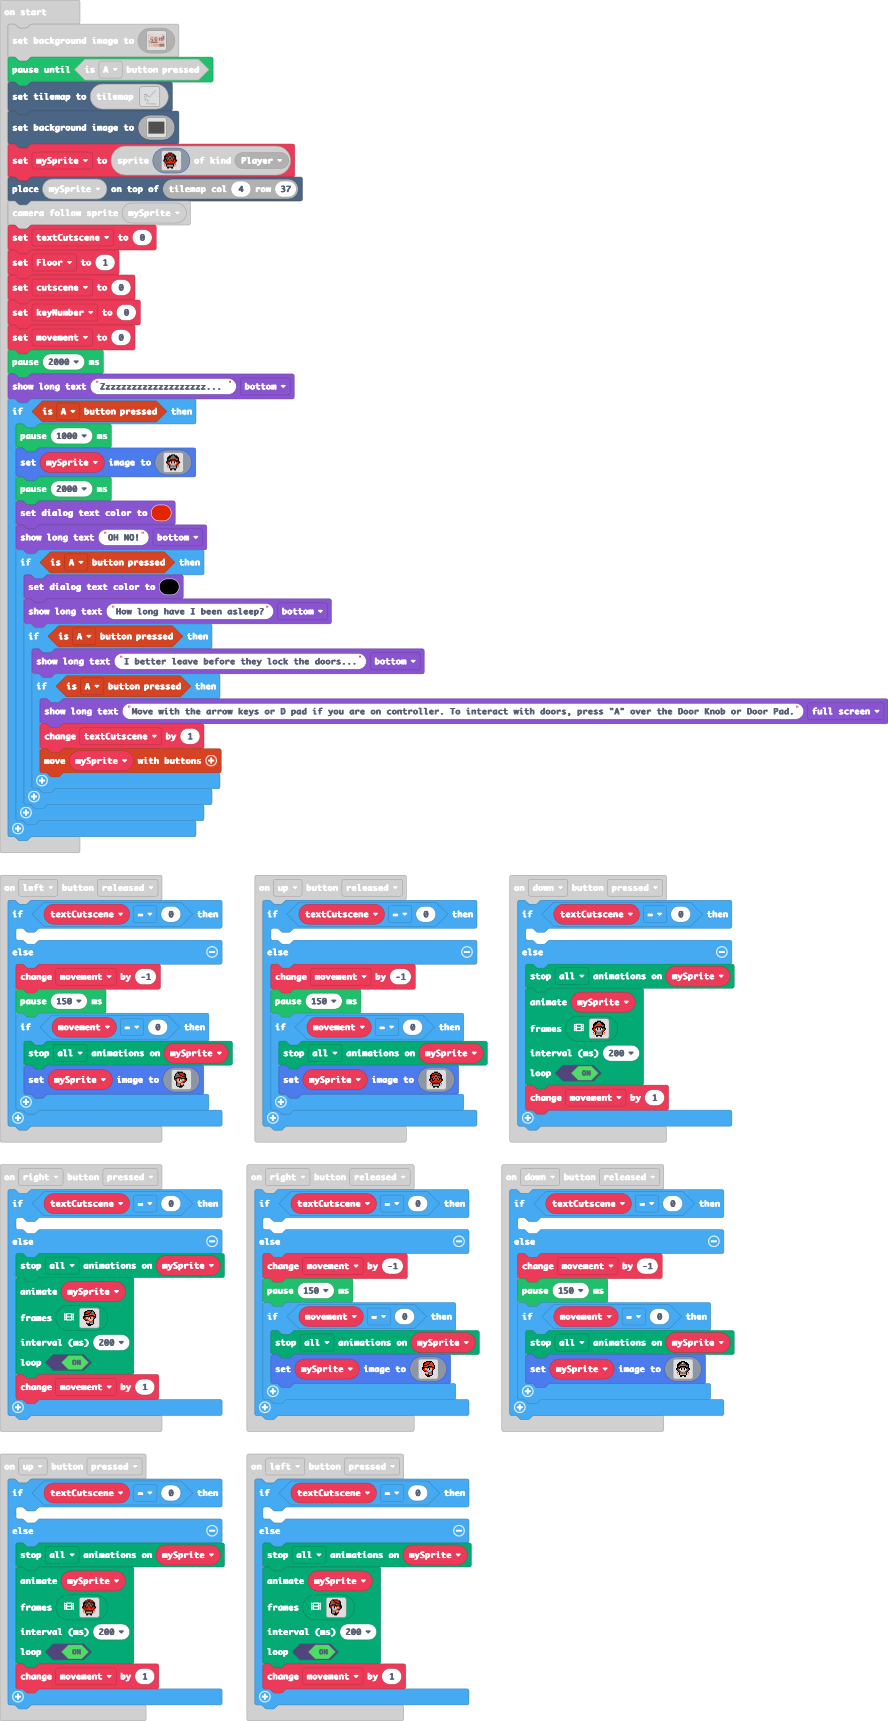 on start
set background image to
pause until is A button pressed
set tilemap to tilemap
set background image to
set mySprite to sprite of kind Player
place mySprite on top of tilemap col 4 row 37
camera follow sprite mySprite
set textCutscene to 0
set Floor to 1
set cutscene to 0
set keyNumber to 0
set movement to 0
pause 2000 ms
show long text "Zzzzzzzzzzzzzzzzzzzz... " bottom
if is A button pressed then
pause 1000 ms
set mySprite image to
pause 2000 ms
set dialog text color to
show long text "OH NO!" bottom
if is A button pressed then
set dialog text color to
show long text "How long have I been asleep?" bottom
if is A button pressed then
show long text "I better leave before they lock the doors..." bottom
if is A button pressed then
show long text "Move with the arrow keys or D pad if you are on controller. To interact with doors, press "A" over the Door Knob or Door Pad." full screen
change textCutscene by 1
move mySprite with buttons
on left button released
if textCutscene = 0 then
else
change movement by -1
pause 150 ms
if movement = 0 then
stop all animations on mySprite
set mySprite image to
on up button released
if textCutscene = 0 then
else
change movement by -1
pause 150 ms
if movement = 0 then
stop all animations on mySprite
set mySprite image to
on down button pressed
if textCutscene = 0 then
else
stop all animations on mySprite
animate mySprite
frames
interval (ms) 200
loop ON
change movement by 1
on right button pressed
if textCutscene = 0 then
else
stop all animations on mySprite
animate mySprite
frames
interval (ms) 200
loop ON
change movement by 1
on right button released
if textCutscene = 0 then
else
change movement by -1
pause 150 ms
if movement = 0 then
stop all animations on mySprite
set mySprite image to
on down button released
if textCutscene = 0 then
else
change movement by -1
pause 150 ms
if movement = 0 then
stop all animations on mySprite
set mySprite image to
on up button pressed
if textCutscene = 0 then
else
stop all animations on mySprite
animate mySprite
frames
interval (ms) 200
loop ON
change movement by 1
on left button pressed
if textCutscene = 0 then
else
stop all animations on mySprite
animate mySprite
frames
interval (ms) 200
loop ON
change movement by 1